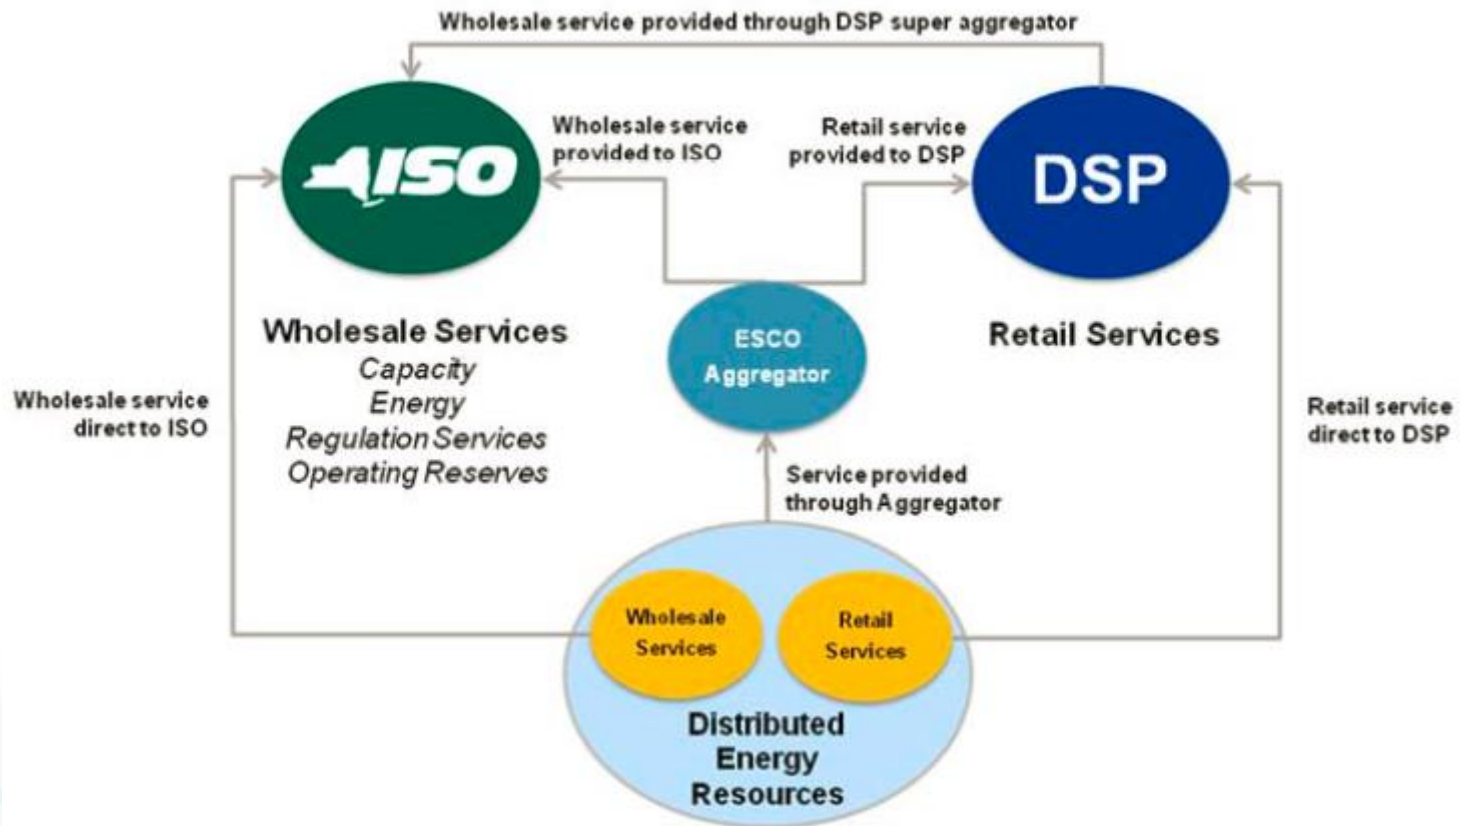 Wholesale service provided through DSP super aggregator
ISO
Wholesale service
provided to ISO
Retail service
provided to DSP
DSP
Wholesale Services
Capacity
Energy
Regulation Services
Operating Reserves
ESCO
Aggregator
Retail Services
Wholesale service
direct to ISO
Retail service
direct to DSP
Service provided
through Aggregator
Wholesale
Services
Retail
Services
Distributed
Energy
Resources